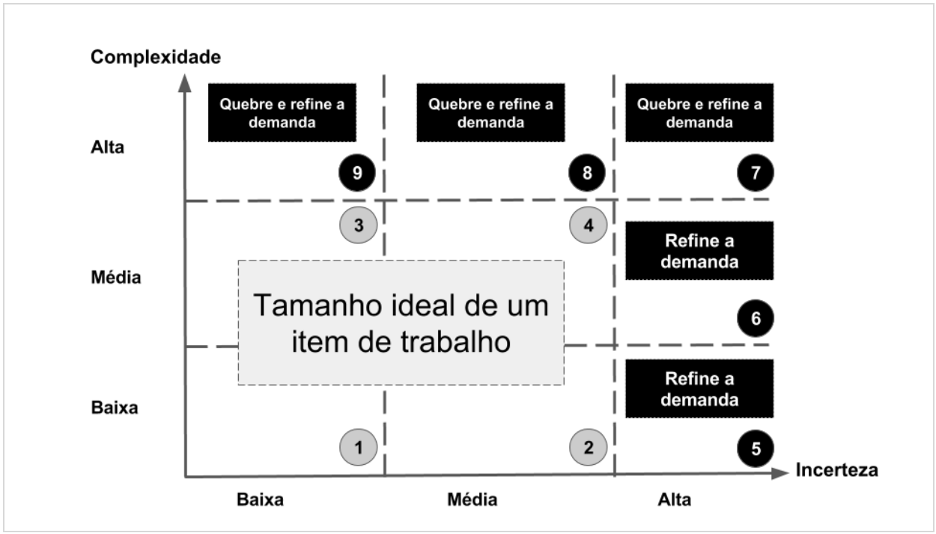 Complexidade
Quebre e refine a
demanda
Quebre e refine a
demanda
Quebre e refine a
demanda
Alta
9
8
7
3
4
Refine a
demanda
Média
Tamanho ideal de um
item de trabalho
6
Refine a
demanda
Baixa
1
2
5
Incerteza
Baixa
Média
Alta